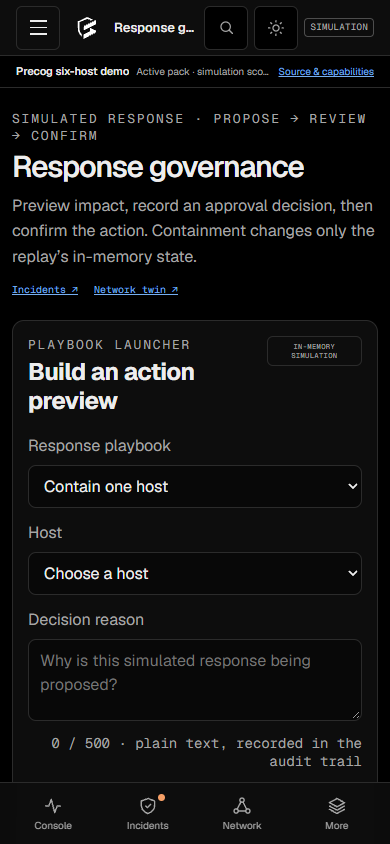 Response g...
SIMULATION
Precog six-host demo Active pack · simulation sco... Source & capabilities
SIMULATED RESPONSE · PROPOSE → REVIEW
→ CONFIRM
Response governance
Preview impact, record an approval decision, then
confirm the action. Containment changes only the
replay's in-memory state.
Incidents ↗ Network twin ↗
PLAYBOOK LAUNCHER
IN-MEMORY
SIMULATION
Build an action
preview
Response playbook
Contain one host
Host
Choose a host
Decision reason
Why is this simulated response being
proposed?
0 / 500 · plain text, recorded in the
audit trail
Console Incidents Network More